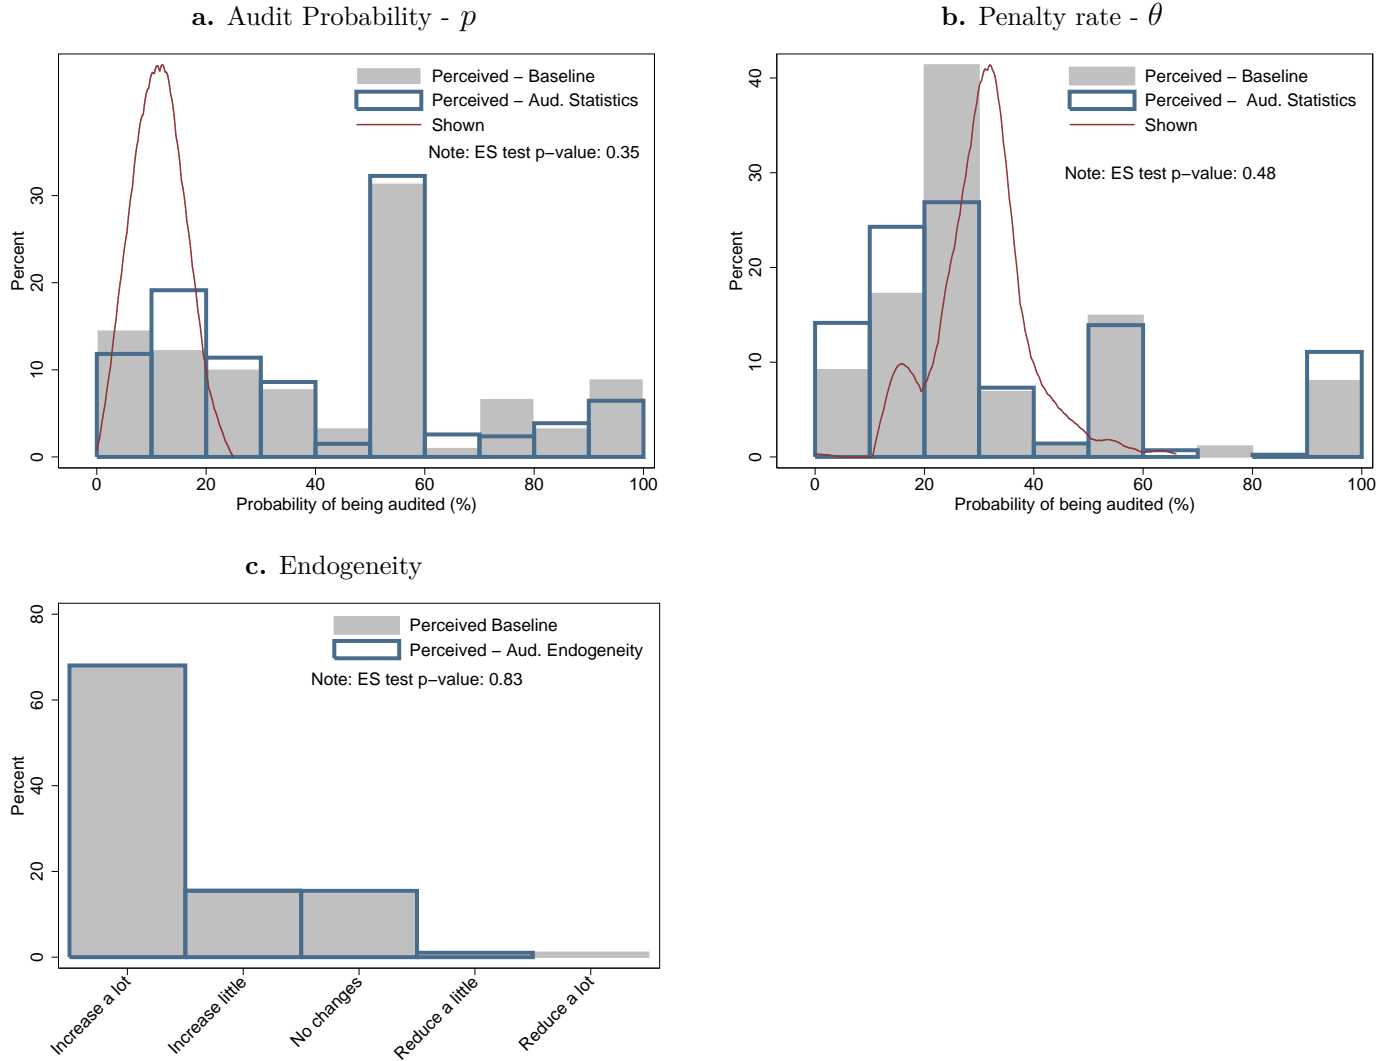 a. Audit Probability - p
Perceived – Baseline
Perceived – Aud. Statistics
Shown
Note: ES test p–value: 0.35
Percent
30
20
10
0
0 20 40 60 80 100
Probability of being audited (%)
b. Penalty rate - θ
Perceived – Baseline
Perceived – Aud. Statistics
Shown
Note: ES test p–value: 0.48
Percent
40
30
20
10
0
0 20 40 60 80 100
Probability of being audited (%)
c. Endogeneity
Perceived Baseline
Perceived – Aud. Endogeneity
Note: ES test p–value: 0.83
Percent
80
60
40
20
0
Increase a lot
Increase little
No changes
Reduce a little
Reduce a lot